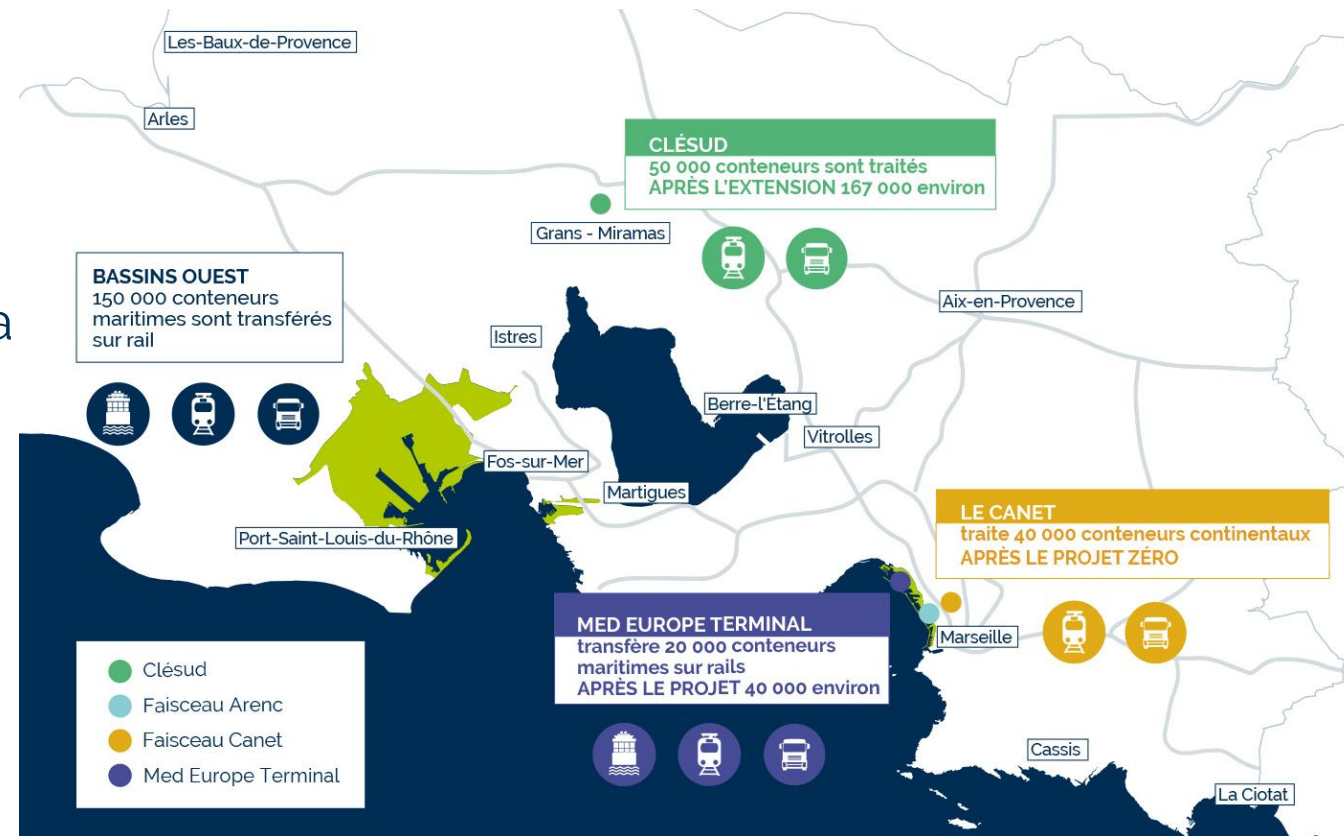 Les-Baux-de-Provence
Arles
CLÉSUD
50 000 conteneurs sont traités
APRÈS L'EXTENSION 167 000 environ
Grans - Miramas
BASSINS OUEST
150 000 conteneurs
maritimes sont transférés
sur rail
a
Istres
Aix-en-Provence
Berre-l'Étang
Vitrolles
Fos-sur-Mer
Martigues
Port-Saint-Louis-du-Rhône
LE CANET
traite 40 000 conteneurs continentaux
APRÈS LE PROJET ZÉRO
MED EUROPE TERMINAL
transfère 20 000 conteneurs
maritimes sur rails
APRÈS LE PROJET 40 000 environ
Marseille
Clésud
Faisceau Arenc
Faisceau Canet
Med Europe Terminal
Cassis
La Ciotat